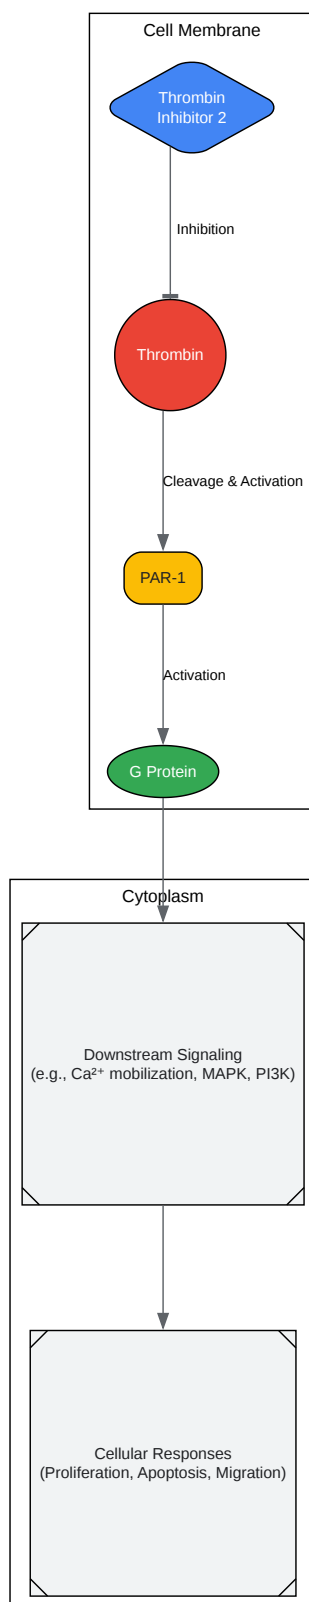 Cell Membrane
Thrombin
Inhibitor 2
Inhibition
Thrombin
Cleavage & Activation
PAR-1
Activation
G Protein
Cytoplasm
Downstream Signaling
(e.g., Ca²⁺ mobilization, MAPK, PI3K)
Cellular Responses
(Proliferation, Apoptosis, Migration)